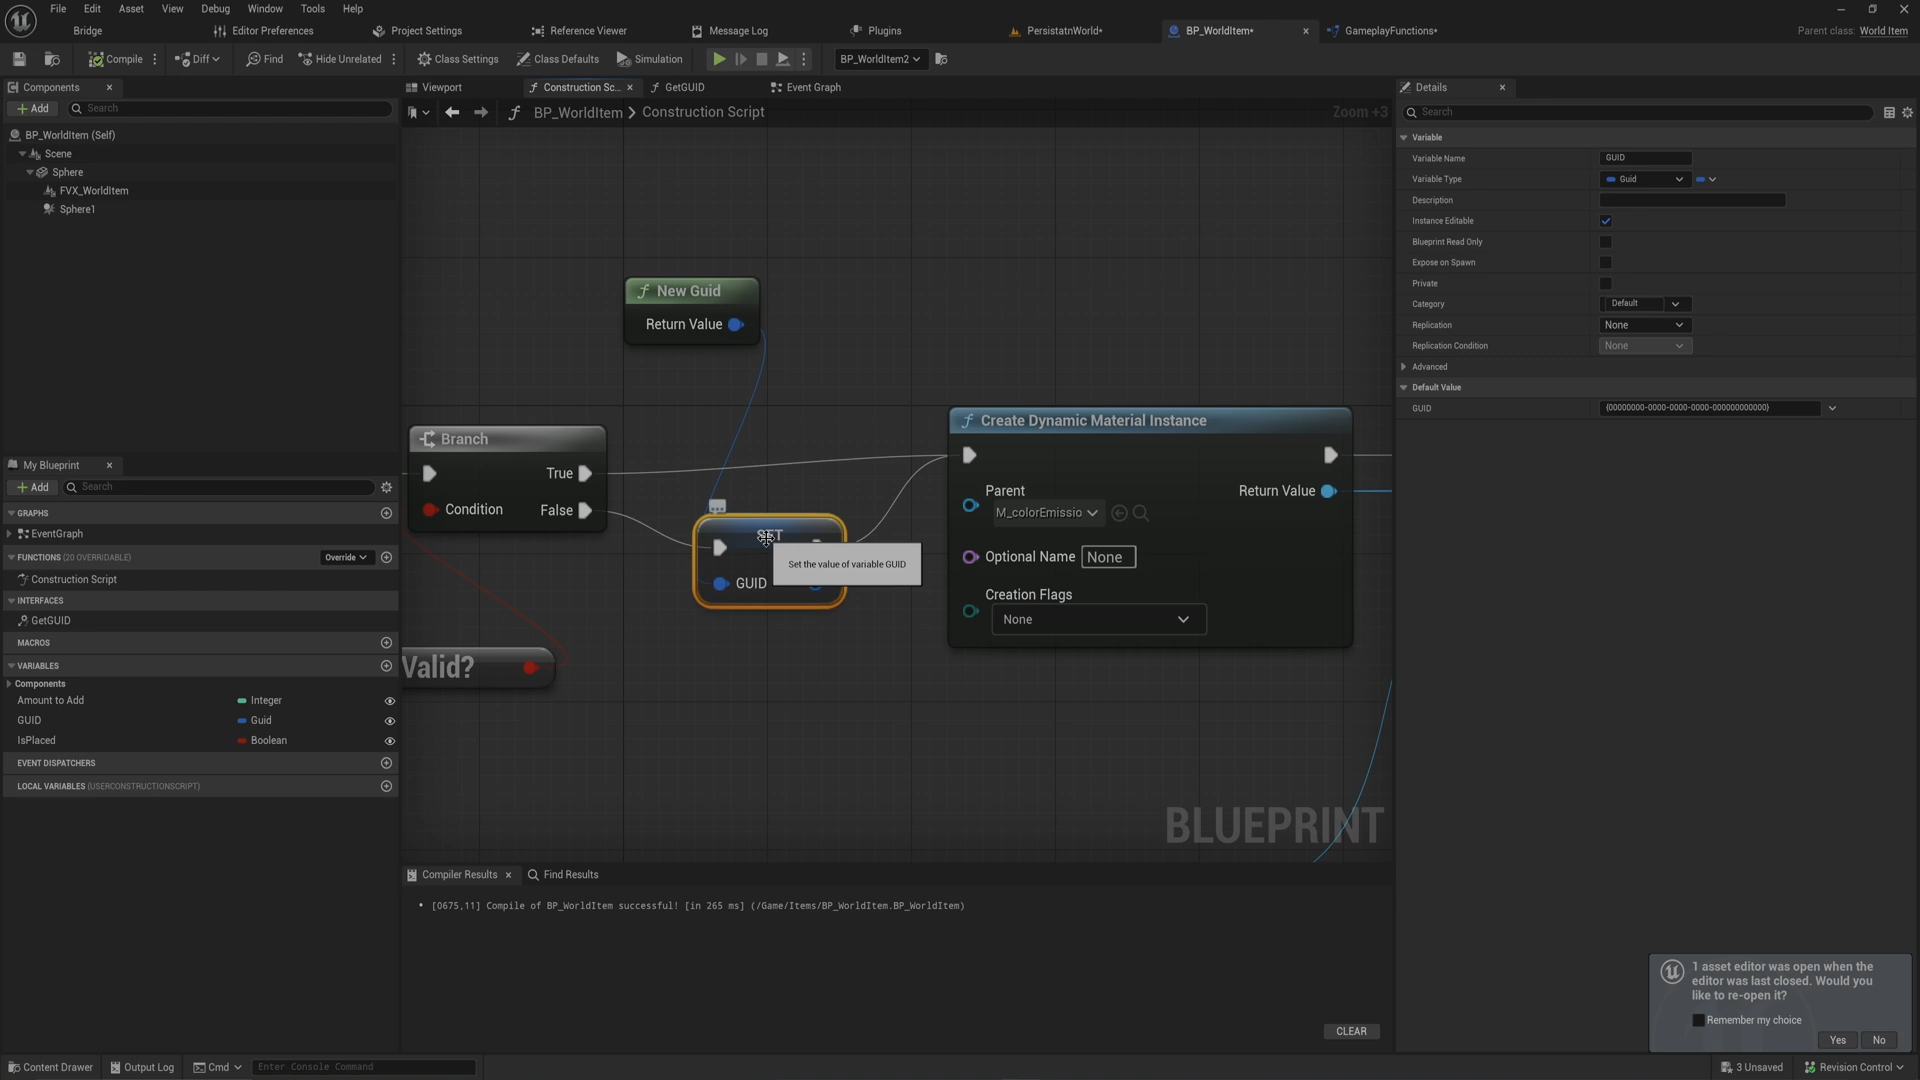 File Edit Asset View Debug Window Tools Help
Bridge Editor Preferences Project Settings Reference Viewer Message Log Plugins PersistatnWorld* BP_WorldItem* GameplayFunctions* Parent class: World Item
Compile Diff Find Hide Unrelated Class Settings Class Defaults Simulation BP_WorldItem2
Components
Add Search
BP_WorldItem (Self)
Scene
Sphere
FVX_WorldItem
Sphere1
My Blueprint
Add Search
GRAPHS
EventGraph
FUNCTIONS (20 OVERRIDABLE) Override
Construction Script
INTERFACES
GetGUID
MACROS
VARIABLES
Components
Amount to Add Integer
GUID Guid
IsPlaced Boolean
EVENT DISPATCHERS
LOCAL VARIABLES (USERCONSTRUCTIONSCRIPT)
Viewport Construction Sc... GetGUID Event Graph
BP_WorldItem > Construction Script Zoom +3
New Guid
Return Value
Branch
True
Condition False
Valid?
SET
GUID
Set the value of variable GUID
Create Dynamic Material Instance
Parent Return Value
M_colorEmissio
Optional Name None
Creation Flags
None
BLUEPRINT
Compiler Results Find Results
• [0675,11] Compile of BP_WorldItem successful! [in 265 ms] (/Game/Items/BP_WorldItem.BP_WorldItem)
CLEAR
Details
Search
Variable
Variable Name GUID
Variable Type Guid
Description
Instance Editable
Blueprint Read Only
Expose on Spawn
Private
Category Default
Replication None
Replication Condition None
Advanced
Default Value
GUID {00000000-0000-0000-0000-000000000000}
1 asset editor was open when the
editor was last closed. Would you
like to re-open it?
Remember my choice
Yes No
Content Drawer Output Log Cmd Enter Console Command 3 Unsaved Revision Control